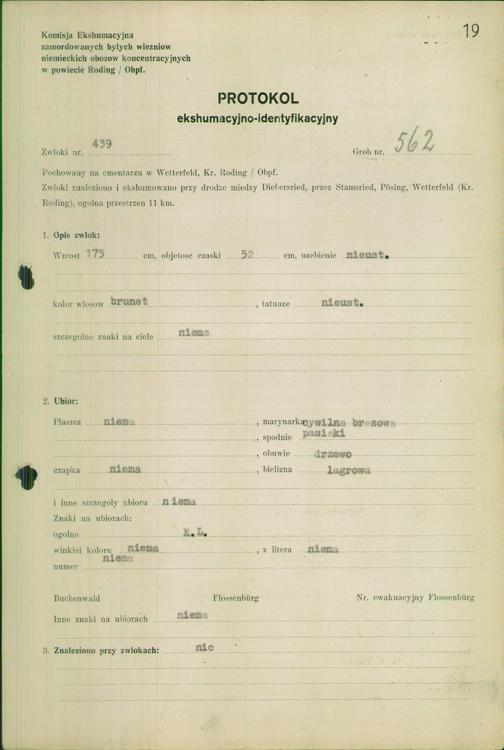 19
Komisja Ekshumacyjna
zamordowanych byłych wiezniow
niemieckich obozow koncentracyjnych
w powiecie Roding / Obpf.
PROTOKOL
ekshumacyjno-identyfikacyjny
Zwloki nr. 439 Grob nr. 562
Pochowany na cmentarzu w Wetterfeld, Kr. Roding / Obpf.
Zwloki znaleziono i ekshumowano przy drodze miedzy Diebersried, przez Stamsried, Pösing, Wetterfeld (Kr.
Roding), ogolna przestrzen 11 km.
1. Opis zwlok:
Wzrost 175 cm, objetosc czaski 52 cm, uzebienie nieust.
kolor wlosow brunet , tatuaze nieust.
szczegolne znaki na ciele niema
2. Ubior:
Plaszcz niema , marynarka cywilna brazowa
, spodnie pasiaki
, obuwie drzewo
czapka niema , bielizna lagrowa
i inne szczegoly ubioru niema
Znaki na ubiorach:
ogolne K.L.
winkiel koloru niema , z litera niema
numer niema
Buchenwald Flossenbürg Nr. ewakuacyjny Flossenbürg
Inne znaki na ubiorach niema
3. Znaleziono przy zwlokach: nic